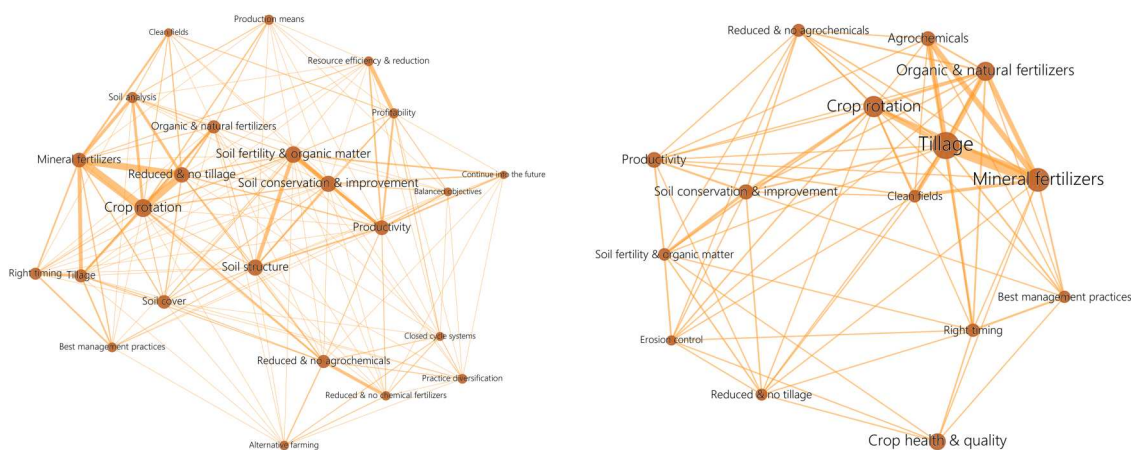 Production means
Clean fields
Resource efficiency & reduction
Soil analysis
Profitability
Organic & natural fertilizers
Mineral fertilizers
Soil fertility & organic matter
Reduced & no tillage
Continue into the future
Soil conservation & improvement
Balanced objectives
Crop rotation
Productivity
Soil structure
Right timing
Tillage
Soil cover
Closed cycle systems
Best management practices
Reduced & no agrochemicals
Practice diversification
Reduced & no chemical fertilizers
Alternative farming
Reduced & no agrochemicals
Agrochemicals
Organic & natural fertilizers
Crop rotation
Tillage
Productivity
Mineral fertilizers
Soil conservation & improvement
Clean fields
Soil fertility & organic matter
Best management practices
Right timing
Erosion control
Reduced & no tillage
Crop health & quality